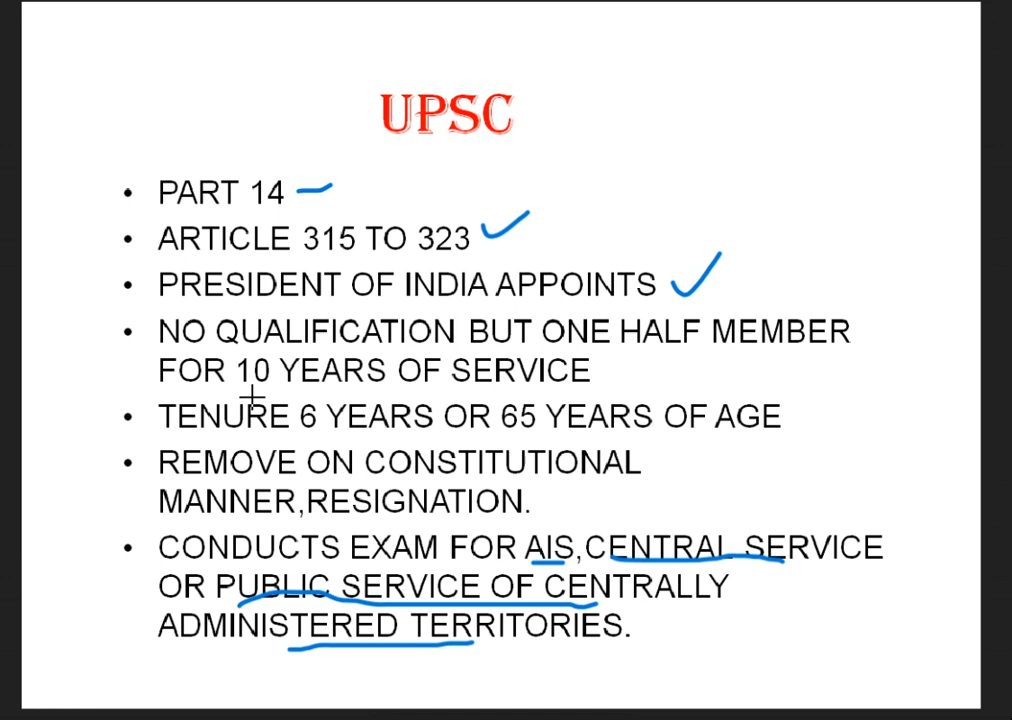 UPSC
• PART 14
• ARTICLE 315 TO 323
• PRESIDENT OF INDIA APPOINTS
• NO QUALIFICATION BUT ONE HALF MEMBER
FOR 10 YEARS OF SERVICE
• TENURE 6 YEARS OR 65 YEARS OF AGE
• REMOVE ON CONSTITUTIONAL
MANNER,RESIGNATION.
• CONDUCTS EXAM FOR AIS,CENTRAL SERVICE
OR PUBLIC SERVICE OF CENTRALLY
ADMINISTERED TERRITORIES.